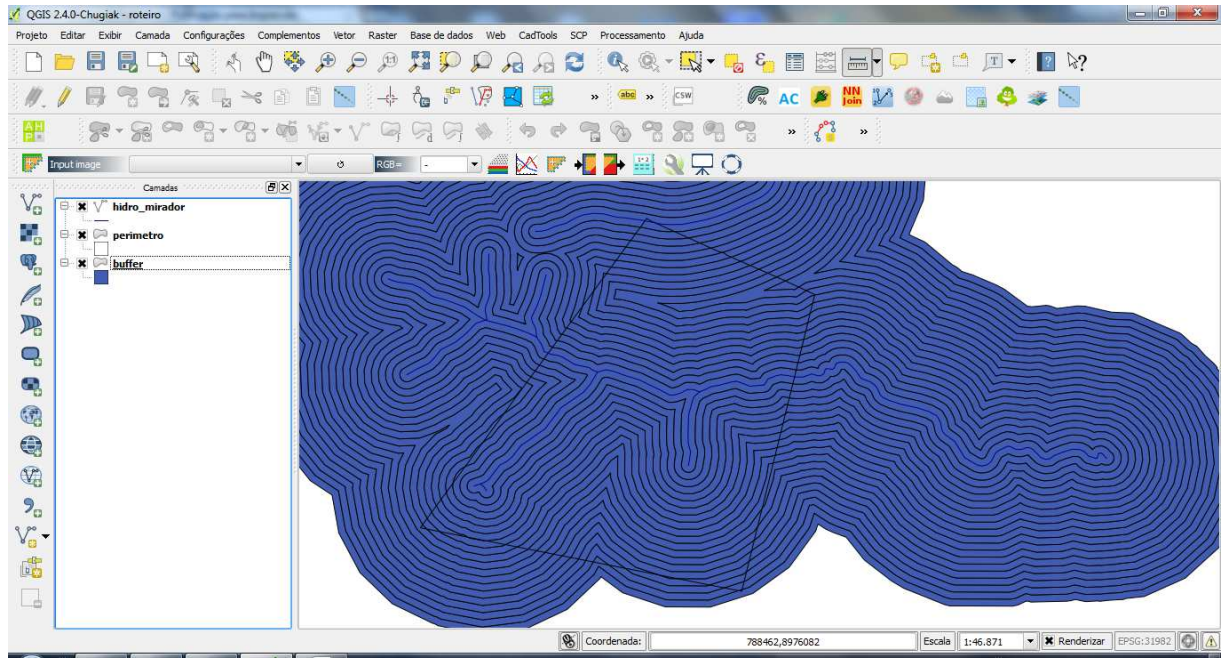 QGIS 2.4.0-Chugiak - roteiro
Projeto Editar Exibir Camada Configurações Complementos Vetor Raster Base de dados Web CadTools SCP Processamento Ajuda
» abc » CSW AC NN Join
» »
Input image RGB= -
Camadas
hidro_mirador
perimetro
buffer
Coordenada: 788462,8976082 Escala 1:46.871 Renderizar EPSG:31982